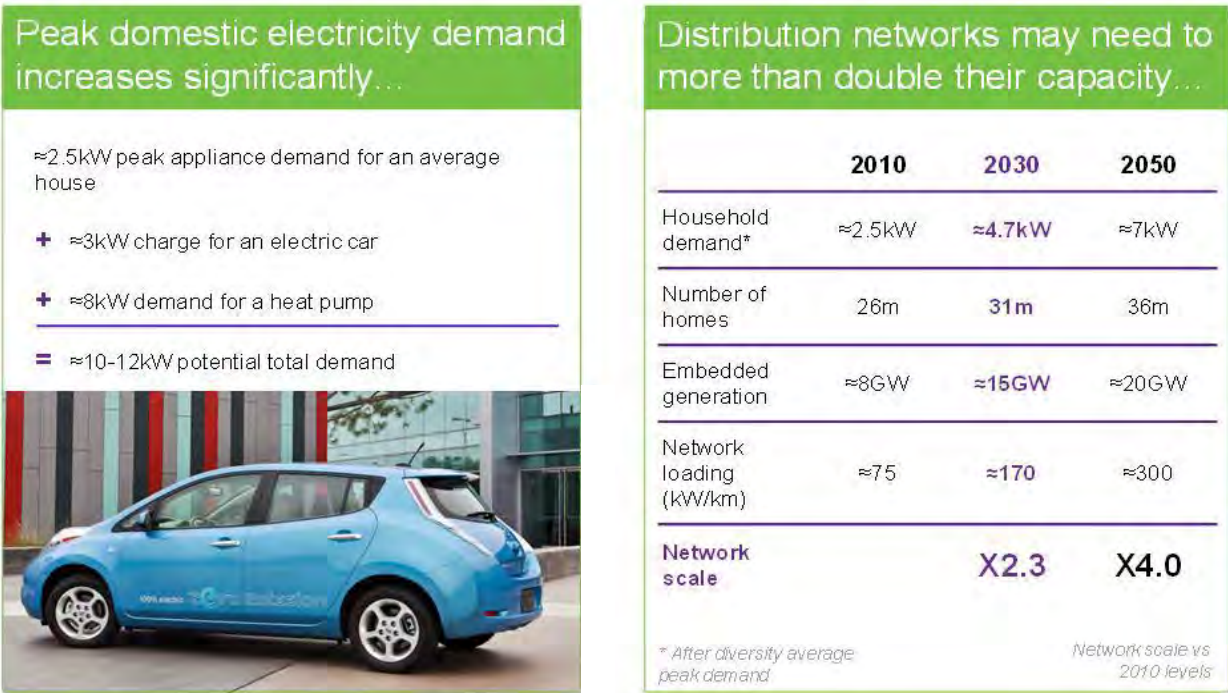 Peak domestic electricity demand
increases significantly...
≈2.5kW peak appliance demand for an average
house
+ ≈3kW charge for an electric car
+ ≈8kW demand for a heat pump
= ≈10-12kW potential total demand
100% electric
Distribution networks may need to
more than double their capacity...
2010 2030 2050
Household
demand* ≈2.5kW ≈4.7kW ≈7kW
Number of
homes 26m 31m 36m
Embedded
generation ≈8GW ≈15GW ≈20GW
Network
loading
(kW/km) ≈75 ≈170 ≈300
Network
scale X2.3 X4.0
* After diversity average
peak demand
Network scale vs
2010 levels